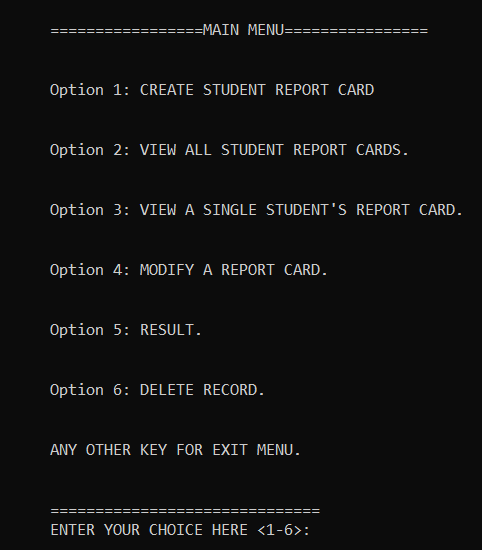 =================MAIN MENU================
Option 1: CREATE STUDENT REPORT CARD
Option 2: VIEW ALL STUDENT REPORT CARDS.
Option 3: VIEW A SINGLE STUDENT'S REPORT CARD.
Option 4: MODIFY A REPORT CARD.
Option 5: RESULT.
Option 6: DELETE RECORD.
ANY OTHER KEY FOR EXIT MENU.
==============================
ENTER YOUR CHOICE HERE <1-6>: